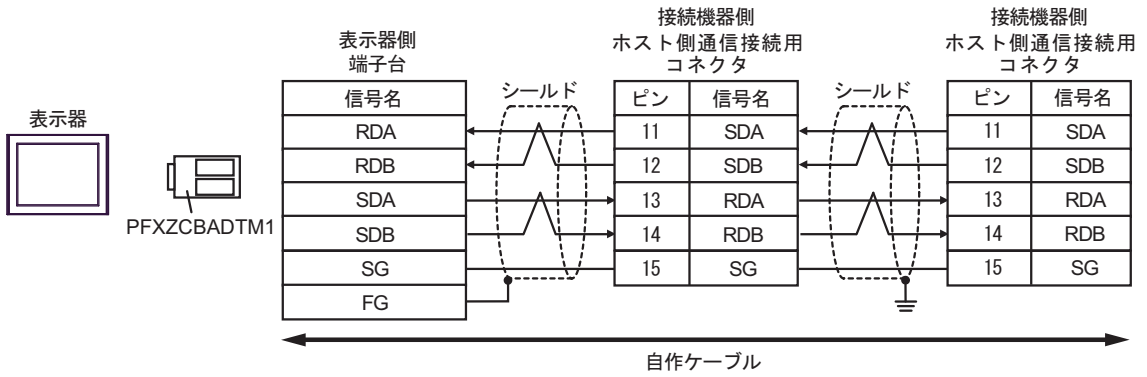 表示器
PFXZCBADTM1
表示器側
端子台
信号名
RDA
RDB
SDA
SDB
SG
FG
シールド
接続機器側
ホスト側通信接続用
コネクタ
ピン 信号名
11 SDA
12 SDB
13 RDA
14 RDB
15 SG
シールド
接続機器側
ホスト側通信接続用
コネクタ
ピン 信号名
11 SDA
12 SDB
13 RDA
14 RDB
15 SG
自作ケーブル